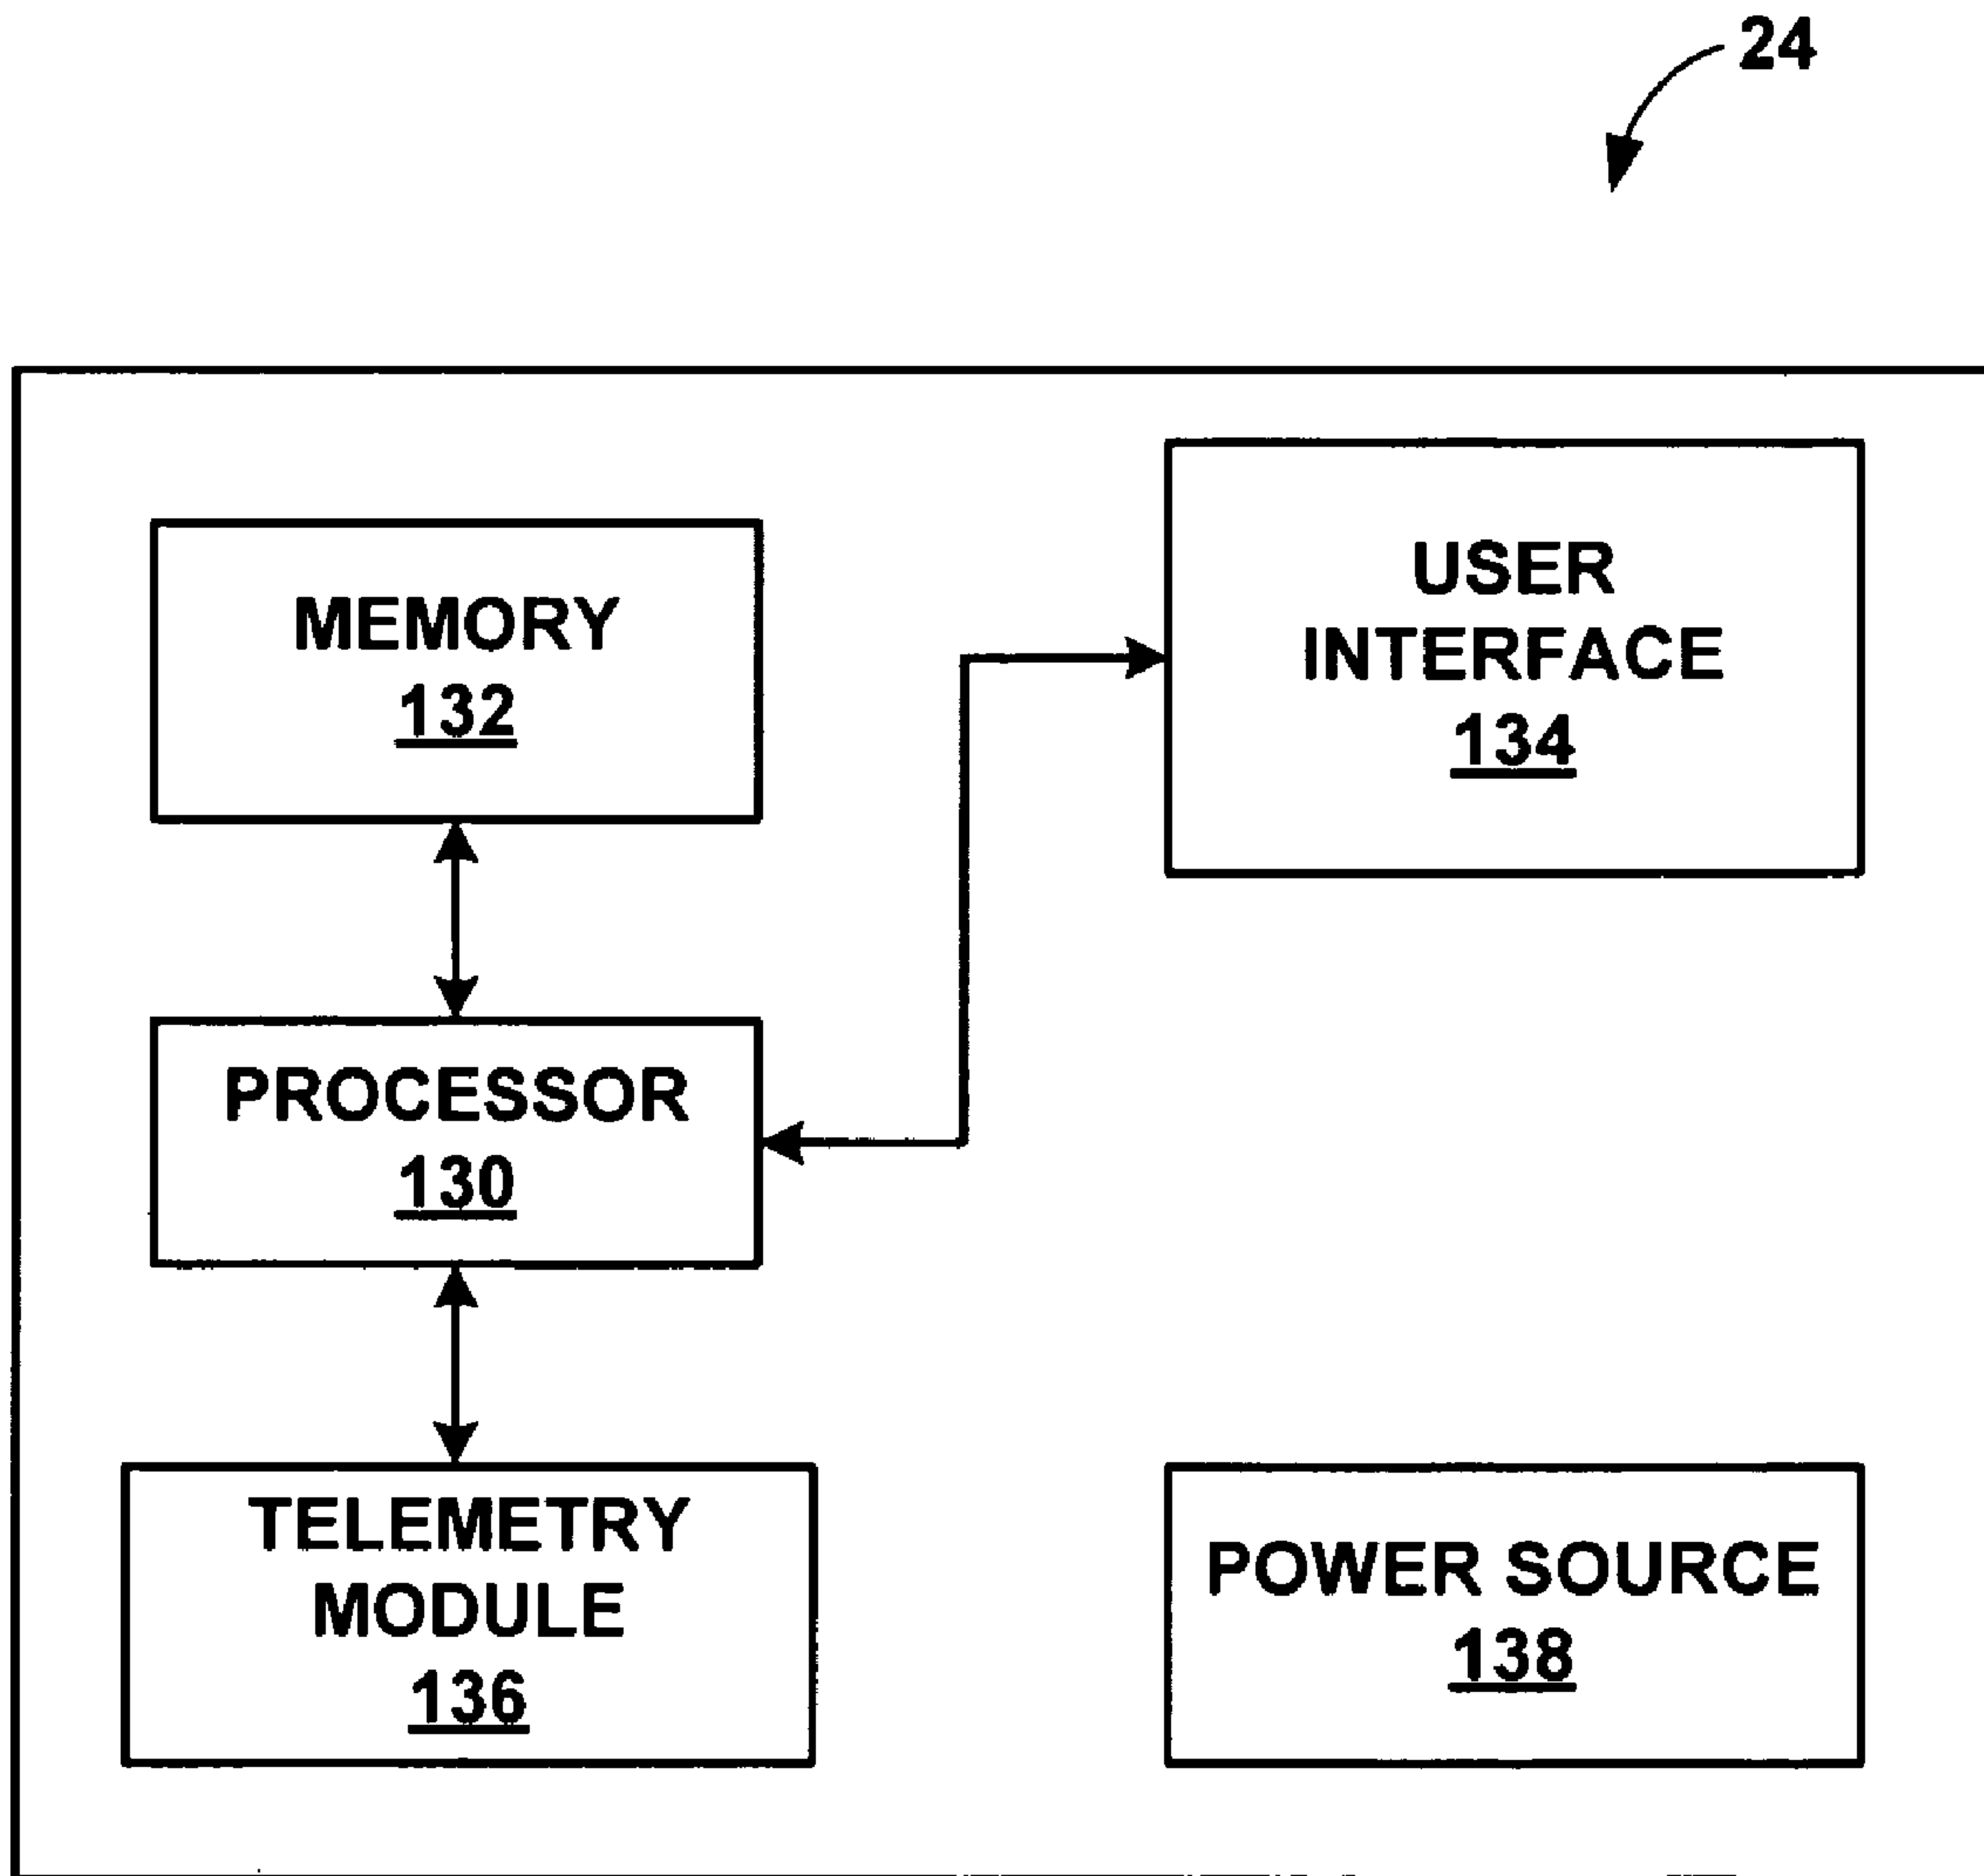 24
MEMORY
132
USER
INTERFACE
134
PROCESSOR
130
TELEMETRY
MODULE
136
POWER SOURCE
138